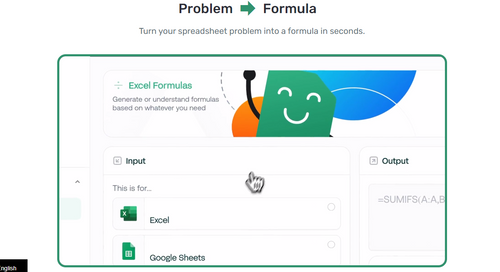 Problem Formula
Turn your spreadsheet problem into a formula in seconds.
Excel Formulas
Generate or understand formulas
based on whatever you need
Input
Output
This is for...
=SUMIFS(A:A,B
Excel
Google Sheets
nglish